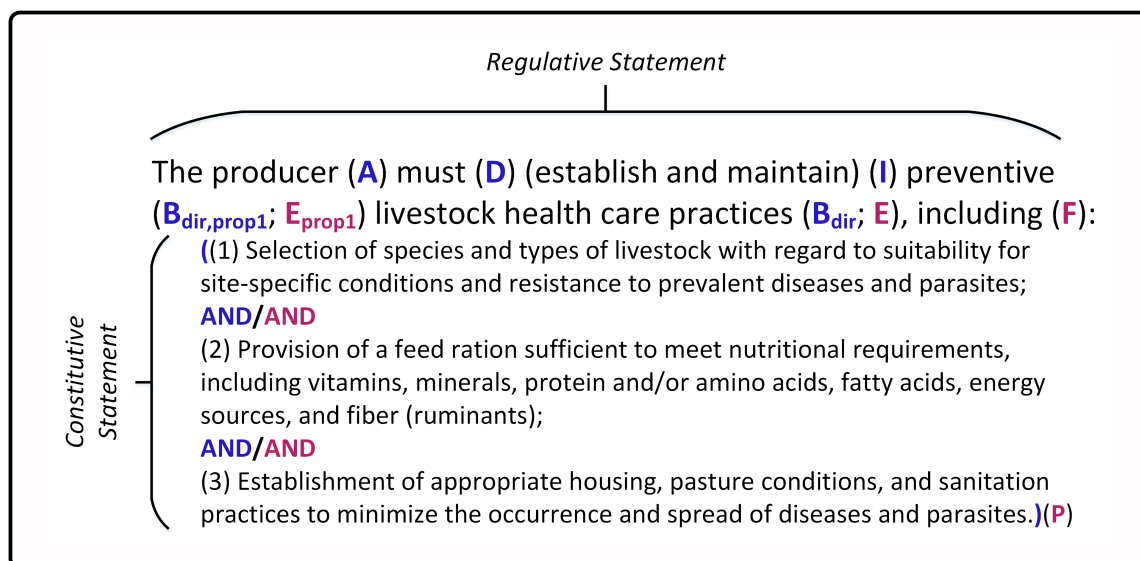 Regulative Statement
The producer (A) must (D) (establish and maintain) (I) preventive
(Bdir,prop1; Eprop1) livestock health care practices (Bdir; E), including (F):
Constitutive
Statement
((1) Selection of species and types of livestock with regard to suitability for
site-specific conditions and resistance to prevalent diseases and parasites;
AND/AND
(2) Provision of a feed ration sufficient to meet nutritional requirements,
including vitamins, minerals, protein and/or amino acids, fatty acids, energy
sources, and fiber (ruminants);
AND/AND
(3) Establishment of appropriate housing, pasture conditions, and sanitation
practices to minimize the occurrence and spread of diseases and parasites.)(P)